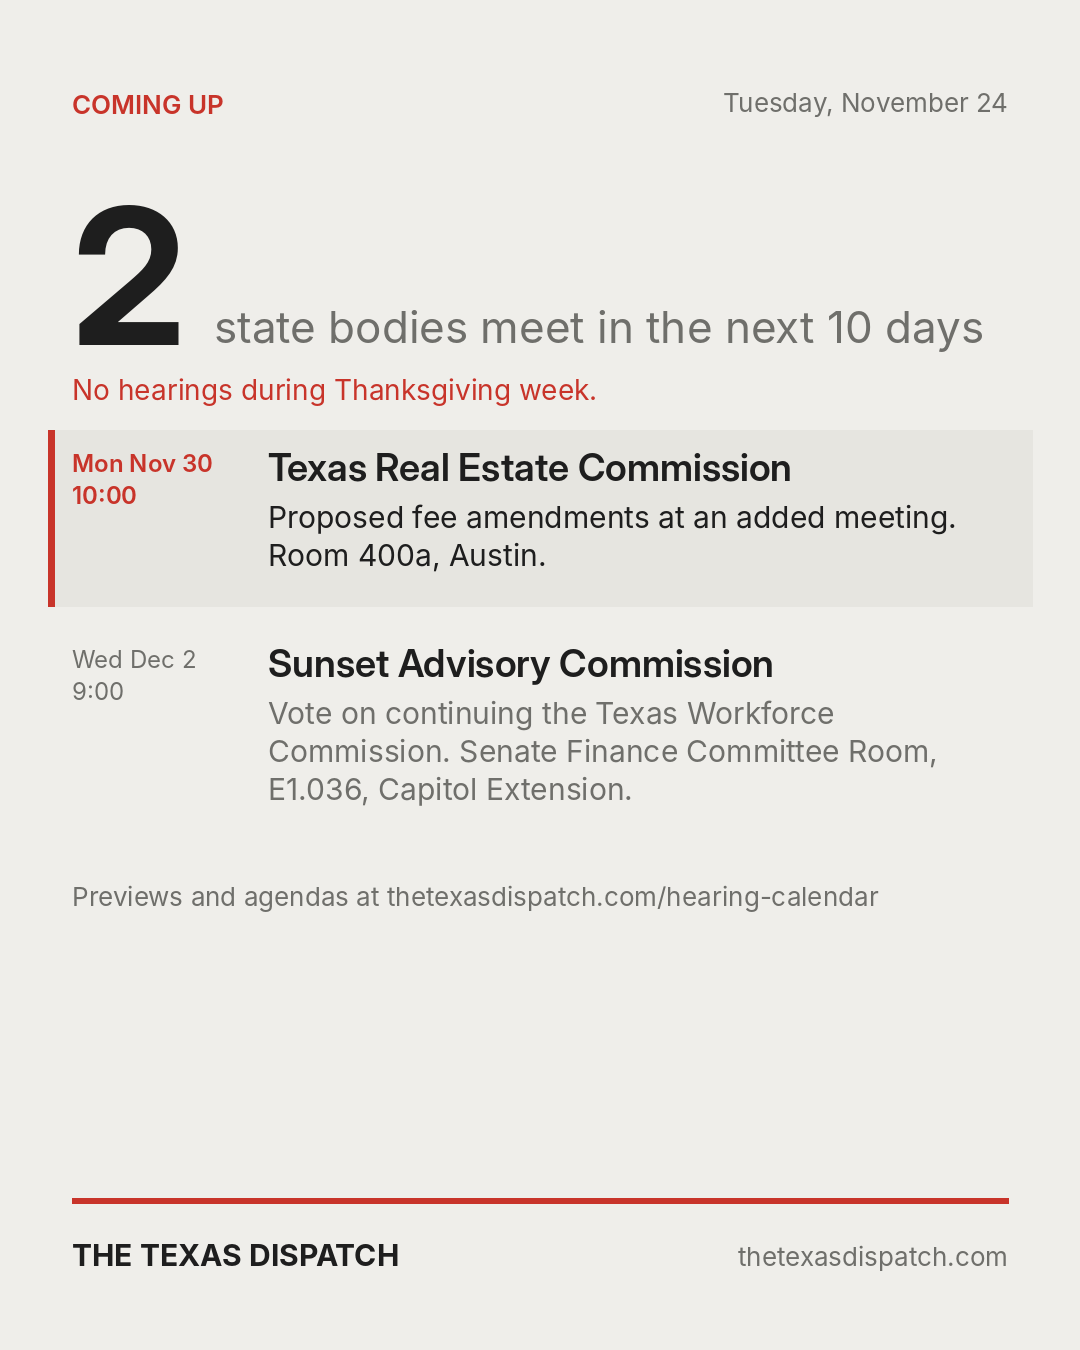 COMING UP
Tuesday, November 24
2 state bodies meet in the next 10 days
No hearings during Thanksgiving week.
Mon Nov 30
10:00
Texas Real Estate Commission
Proposed fee amendments at an added meeting.
Room 400a, Austin.
Wed Dec 2
9:00
Sunset Advisory Commission
Vote on continuing the Texas Workforce
Commission. Senate Finance Committee Room,
E1.036, Capitol Extension.
Previews and agendas at thetexasdispatch.com/hearing-calendar
THE TEXAS DISPATCH
thetexasdispatch.com